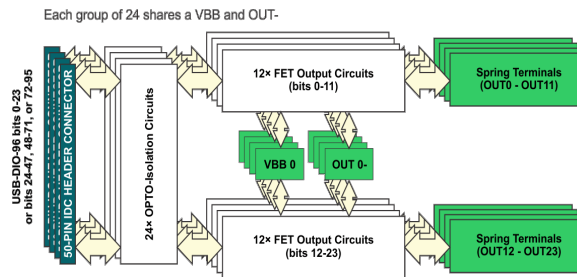 Each group of 24 shares a VBB and OUT-
USB-DIO-96 bits 0-23
or bits 24-47, 48-71, or 72-95
50-PIN IDC HEADER CONNECTOR
24× OPTO-Isolation Circuits
12× FET Output Circuits
(bits 0-11)
Spring Terminals
(OUT0 - OUT11)
VBB 0
OUT 0-
12× FET Output Circuits
(bits 12-23)
Spring Terminals
(OUT12 - OUT23)